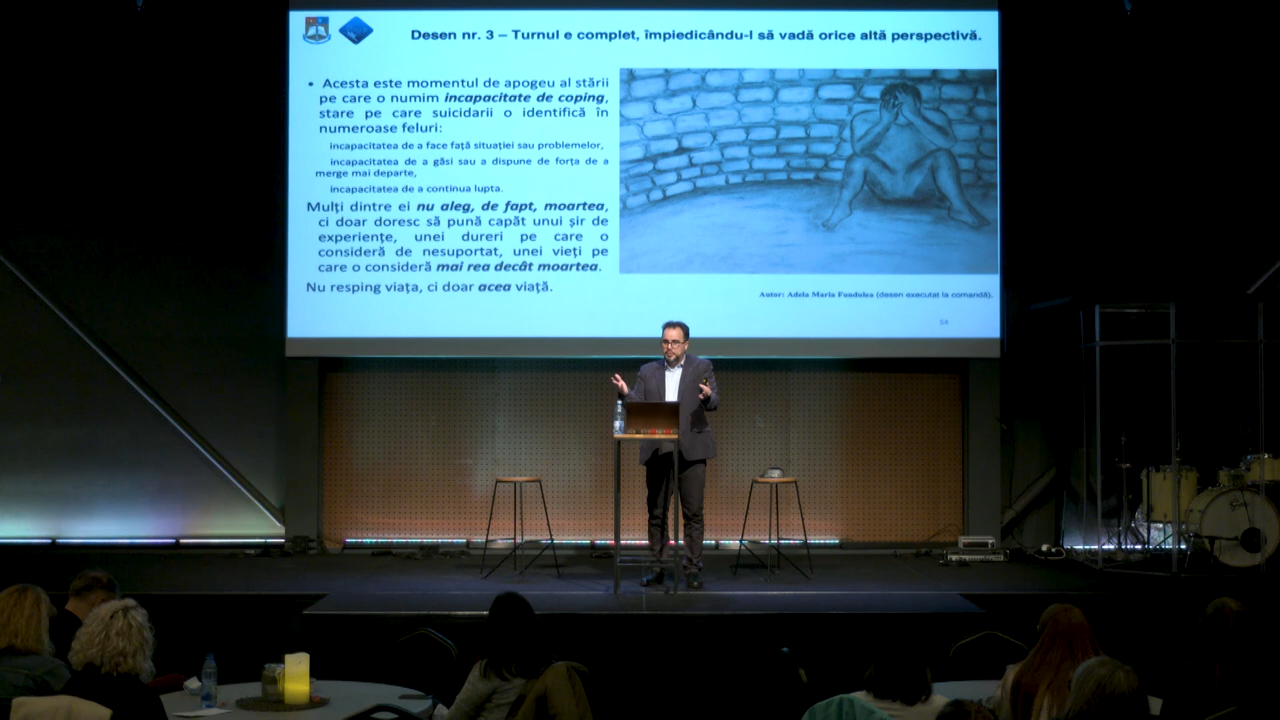 Desen nr. 3 – Turnul e complet, împiedicându-l să vadă orice altă perspectivă.
• Acesta este momentul de apogeu al stării
pe care o numim incapacitate de coping,
stare pe care suicidarii o identifică în
numeroase feluri:
incapacitatea de a face față situației sau problemelor,
incapacitatea de a găsi sau a dispune de forța de a
merge mai departe,
incapacitatea de a continua lupta.
Mulți dintre ei nu aleg, de fapt, moartea,
ci doar doresc să pună capăt unui șir de
experiențe, unei dureri pe care o
consideră de nesuportat, unei vieți pe
care o consideră mai rea decât moartea.
Nu resping viața, ci doar acea viață.
Autor: Adela Maria Fundulea (desen executat la comandă).
54